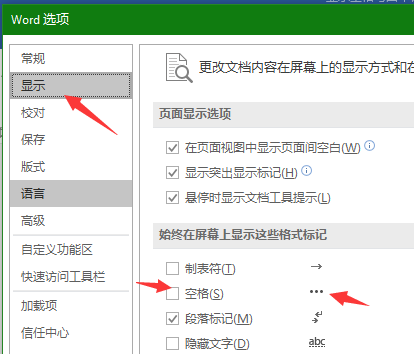 Word 选项
常规
显示
校对
保存
版式
语言
高级
自定义功能区
快速访问工具栏
加载项
信任中心
更改文档内容在屏幕上的显示方式和在
页面显示选项
在页面视图中显示页面间空白(W)
显示突出显示标记(H)
悬停时显示文档工具提示(L)
始终在屏幕上显示这些格式标记
制表符(T) →
空格(S) •••
段落标记(M) ↵
隐藏文字(D) abc